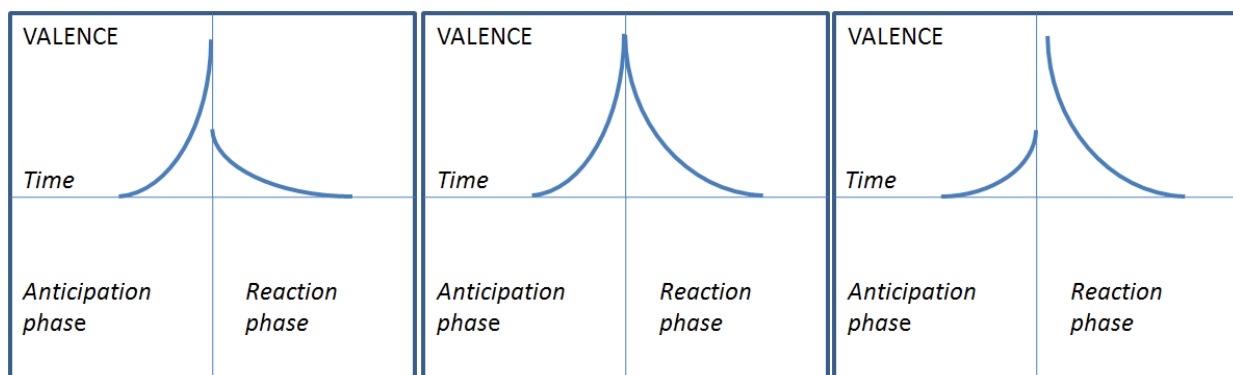 VALENCE
Time
Anticipation
phase
Reaction
phase
VALENCE
Time
Anticipation
phase
Reaction
phase
VALENCE
Time
Anticipation
phase
Reaction
phase